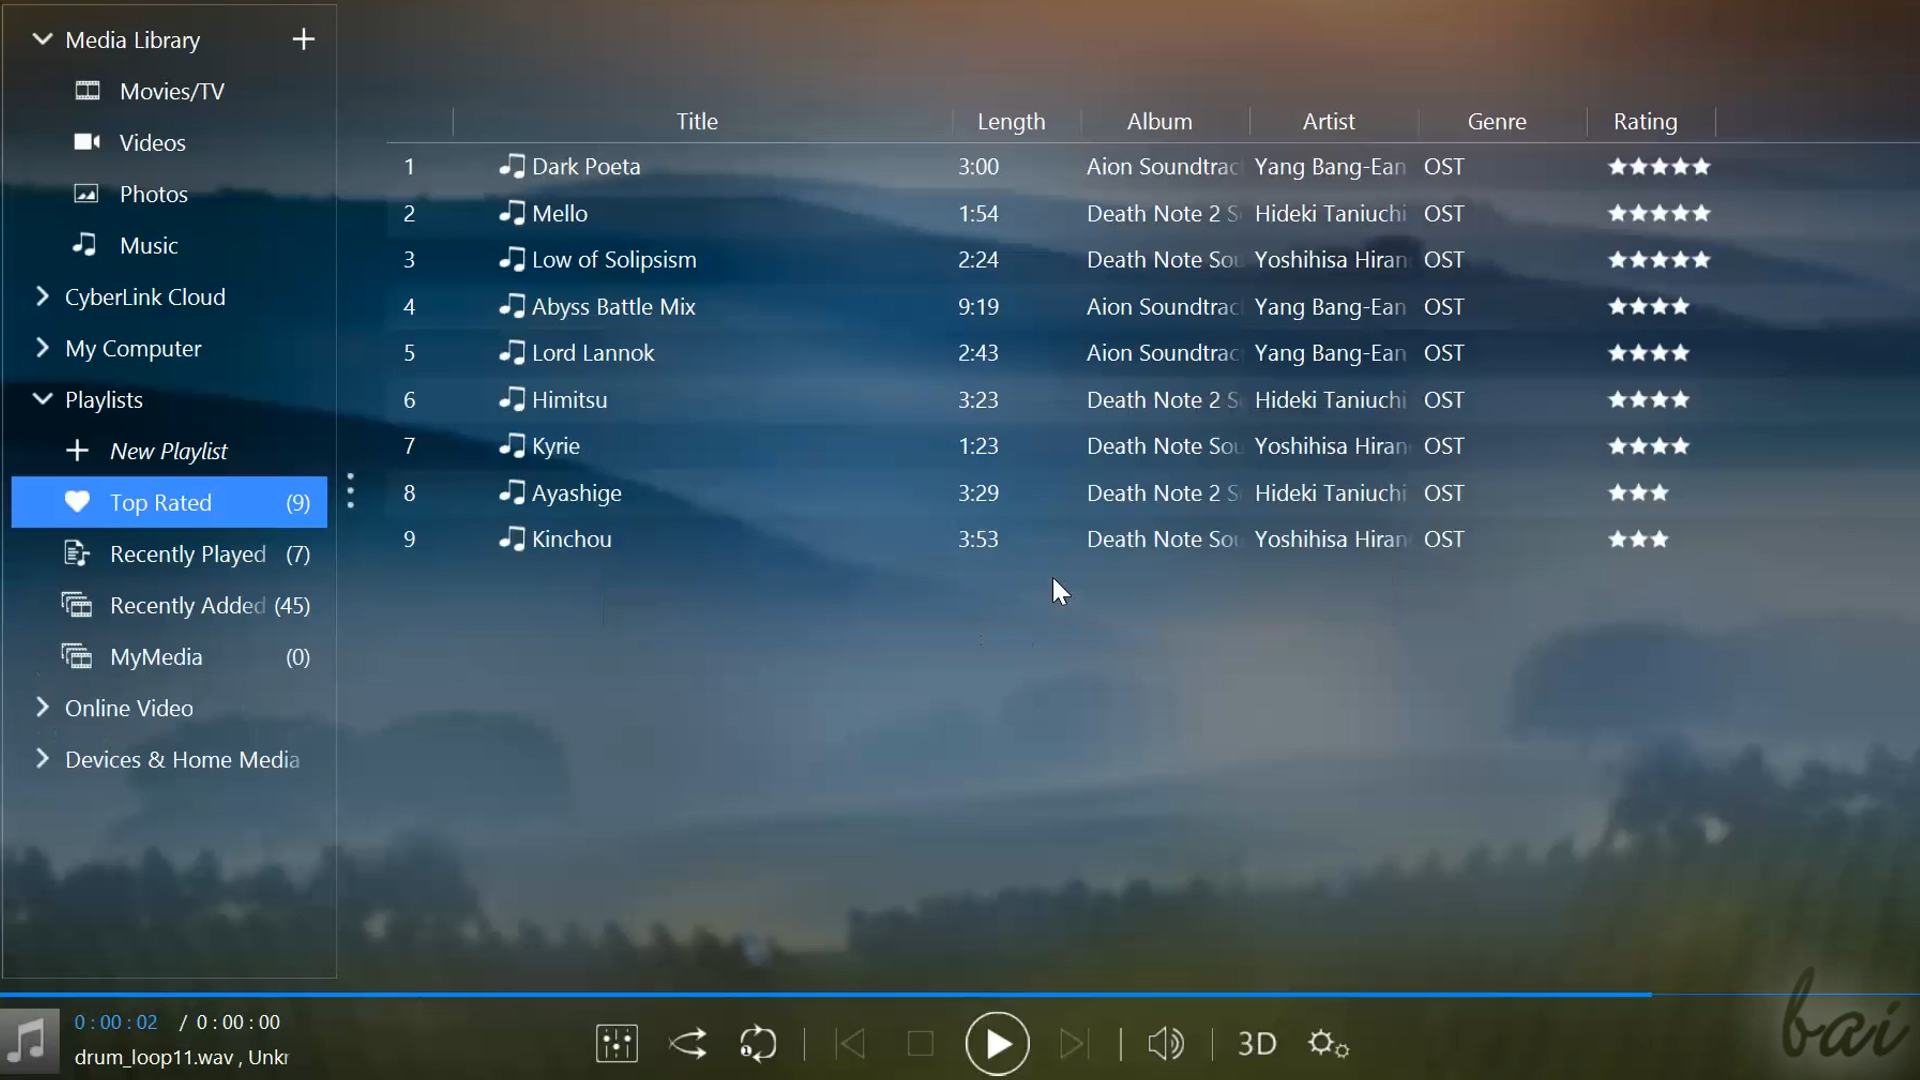 Media Library
Movies/TV
Videos
Photos
Music
CyberLink Cloud
My Computer
Playlists
New Playlist
Top Rated (9)
Recently Played (7)
Recently Added (45)
MyMedia (0)
Online Video
Devices & Home Media
Title Length Album Artist Genre Rating
1 Dark Poeta 3:00 Aion Soundtrac Yang Bang-Ean OST
2 Mello 1:54 Death Note 2 S Hideki Taniuchi OST
3 Low of Solipsism 2:24 Death Note Sou Yoshihisa Hiran OST
4 Abyss Battle Mix 9:19 Aion Soundtrac Yang Bang-Ean OST
5 Lord Lannok 2:43 Aion Soundtrac Yang Bang-Ean OST
6 Himitsu 3:23 Death Note 2 S Hideki Taniuchi OST
7 Kyrie 1:23 Death Note Sou Yoshihisa Hiran OST
8 Ayashige 3:29 Death Note 2 S Hideki Taniuchi OST
9 Kinchou 3:53 Death Note Sou Yoshihisa Hiran OST
0:00:02 / 0:00:00
drum_loop11.wav , Unkr
1
3D
bai